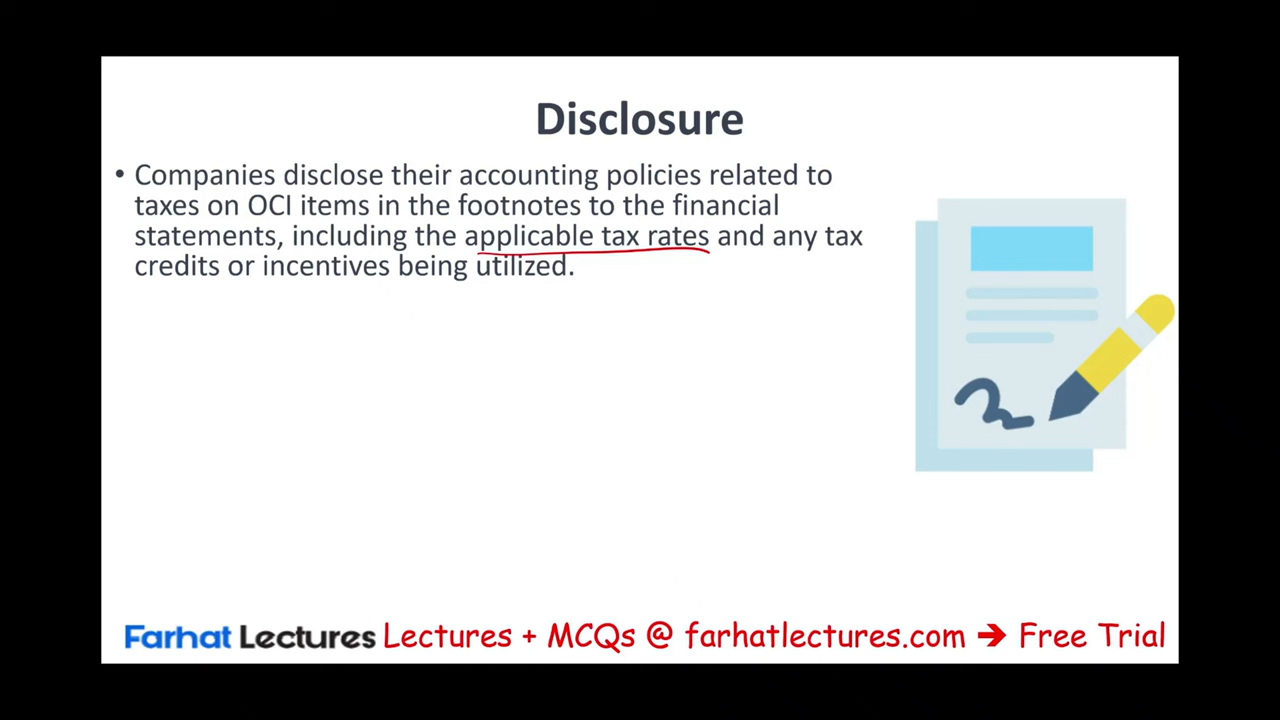 Disclosure
• Companies disclose their accounting policies related to
taxes on OCI items in the footnotes to the financial
statements, including the applicable tax rates and any tax
credits or incentives being utilized.
Farhat Lectures Lectures + MCQs @ farhatlectures.com ➔ Free Trial